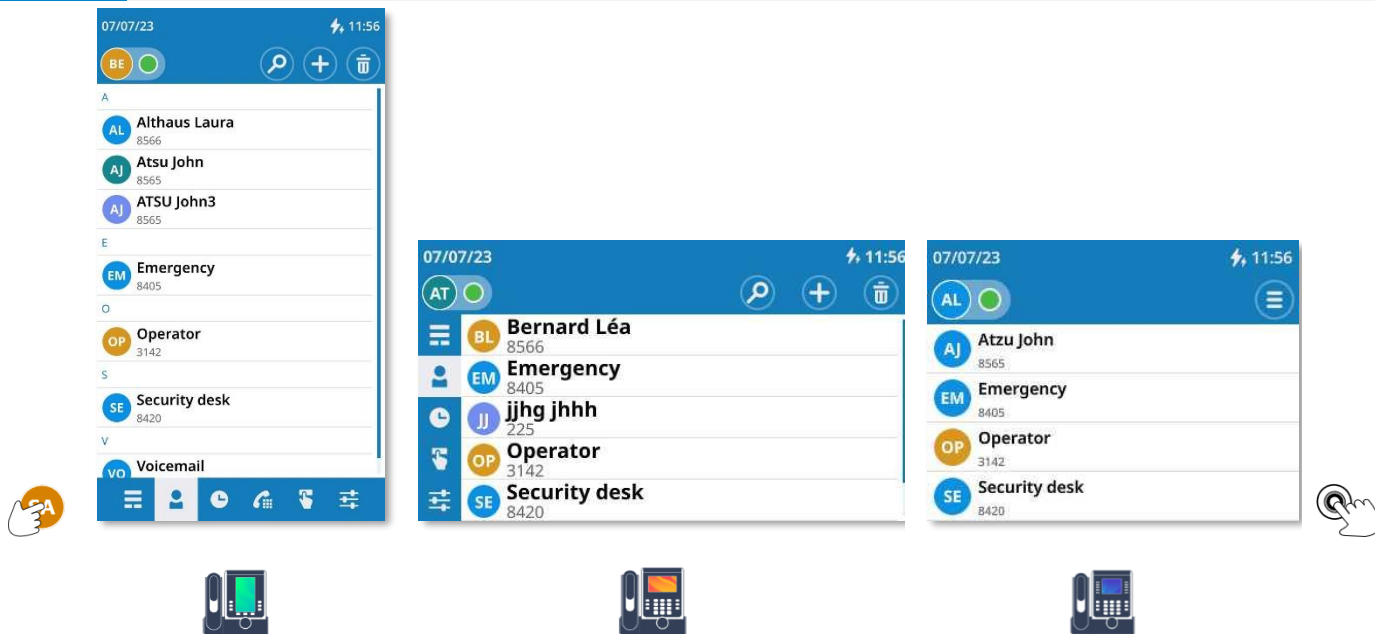 07/07/23 11:56
BE
A
AL Althaus Laura
8566
AJ Atsu John
8565
AJ ATSU John3
8565
E
EM Emergency
8405
O
OP Operator
3142
S
SE Security desk
8420
V
VO Voicemail
07/07/23 11:56
AT
BL Bernard Léa
8566
EM Emergency
8405
JJ jjhg jhhh
225
OP Operator
3142
SE Security desk
8420
07/07/23 11:56
AL
AJ Atzu John
8565
EM Emergency
8405
OP Operator
3142
SE Security desk
8420